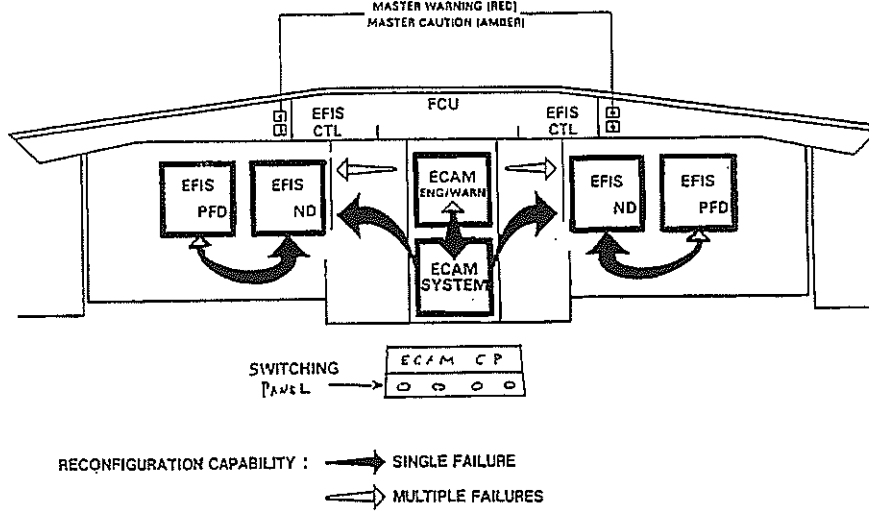 MASTER WARNING (RED)
MASTER CAUTION (AMBER)
EFIS CTL
FCU
EFIS CTL
EFIS PFD
EFIS ND
ECAM ENG/WARN
EFIS ND
EFIS PFD
ECAM SYSTEM
SWITCHING PANEL
ECAM CP
RECONFIGURATION CAPABILITY :
SINGLE FAILURE
MULTIPLE FAILURES